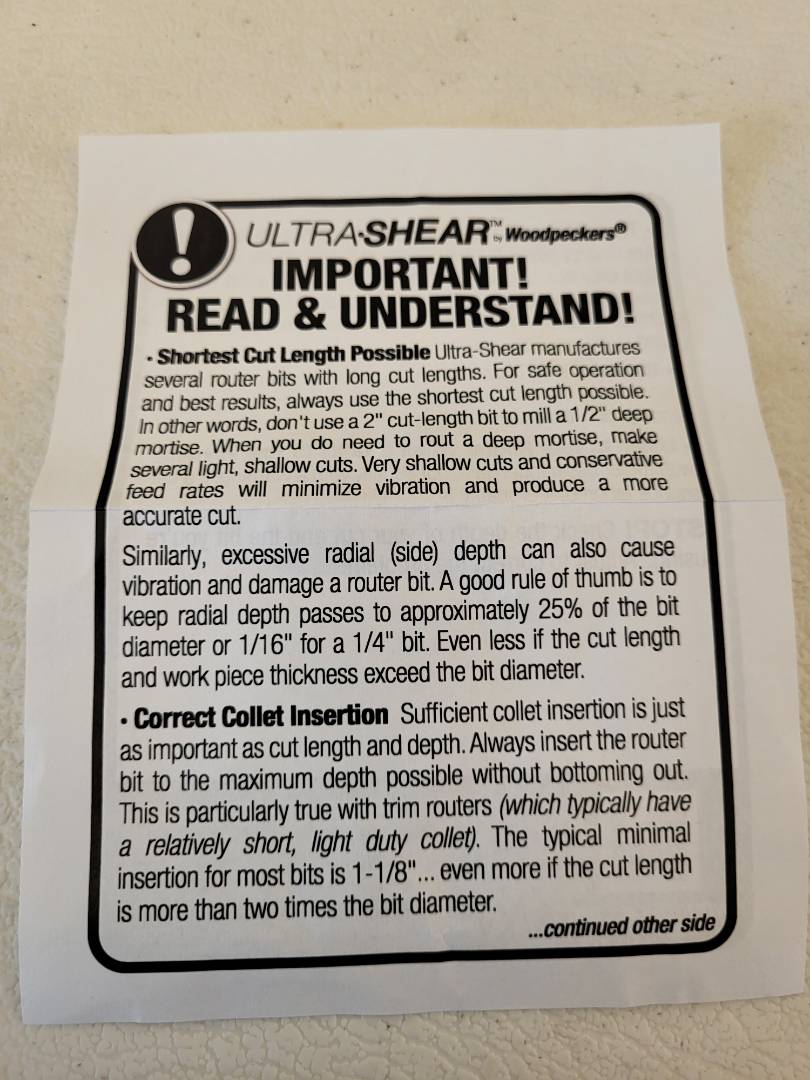 !
ULTRA·SHEAR™ by Woodpeckers®
IMPORTANT!
READ & UNDERSTAND!
· Shortest Cut Length Possible Ultra-Shear manufactures
several router bits with long cut lengths. For safe operation
and best results, always use the shortest cut length possible.
In other words, don't use a 2" cut-length bit to mill a 1/2" deep
mortise. When you do need to rout a deep mortise, make
several light, shallow cuts. Very shallow cuts and conservative
feed rates will minimize vibration and produce a more
accurate cut.
Similarly, excessive radial (side) depth can also cause
vibration and damage a router bit. A good rule of thumb is to
keep radial depth passes to approximately 25% of the bit
diameter or 1/16" for a 1/4" bit. Even less if the cut length
and work piece thickness exceed the bit diameter.
· Correct Collet Insertion Sufficient collet insertion is just
as important as cut length and depth. Always insert the router
bit to the maximum depth possible without bottoming out.
This is particularly true with trim routers (which typically have
a relatively short, light duty collet). The typical minimal
insertion for most bits is 1-1/8"... even more if the cut length
is more than two times the bit diameter.
...continued other side